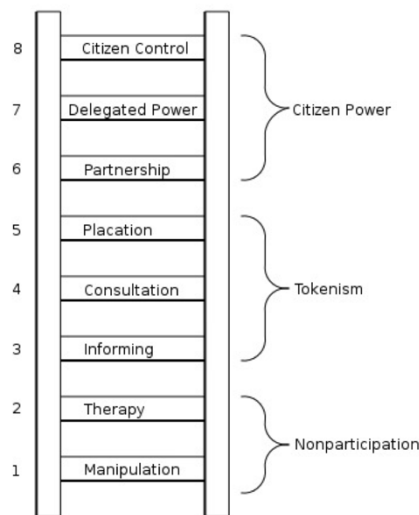 8 Citizen Control
7 Delegated Power
Citizen Power
6 Partnership
5 Placation
4 Consultation
Tokenism
3 Informing
2 Therapy
Nonparticipation
1 Manipulation